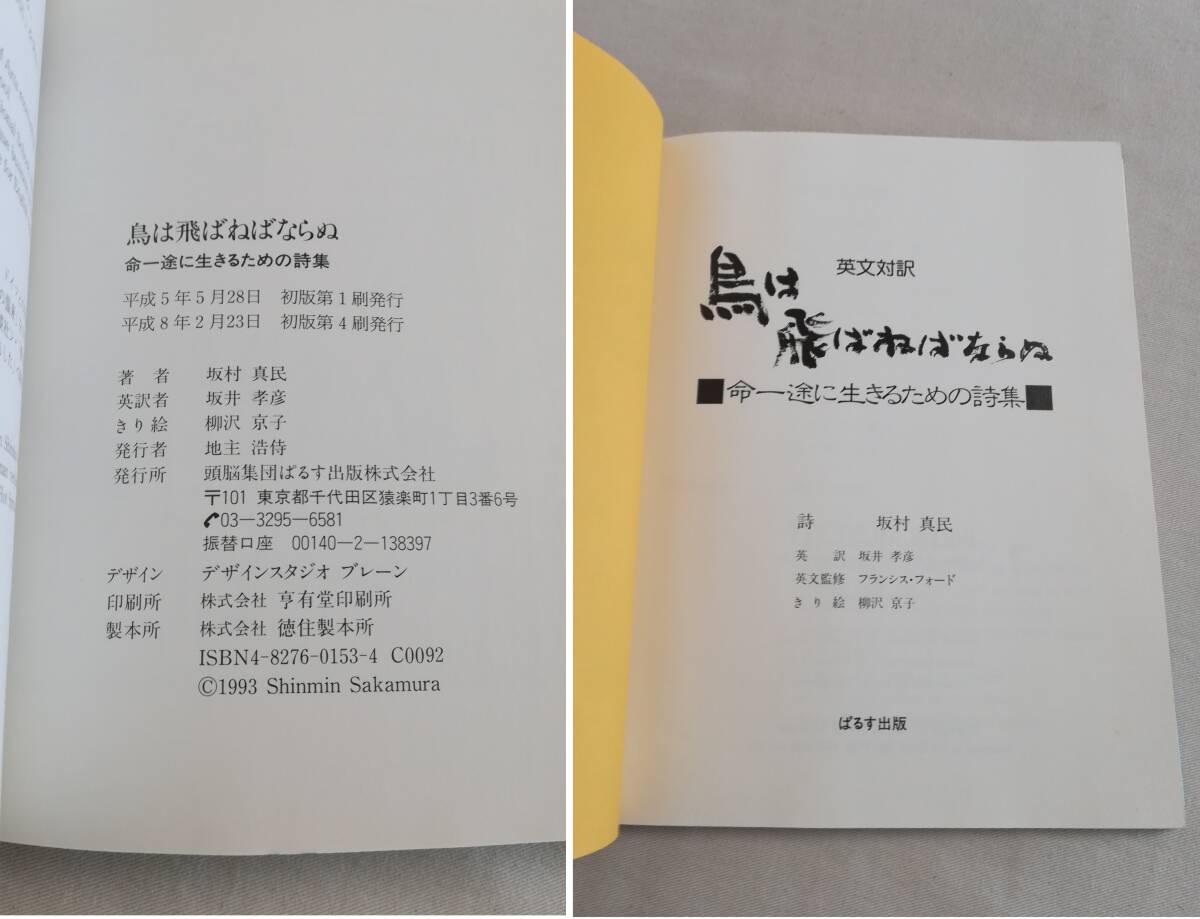 鳥は飛ばねばならぬ
命一途に生きるための詩集
平成5年5月28日 初版第1刷発行
平成8年2月23日 初版第4刷発行
著者 坂村 真民
英訳者 坂井 孝彦
きり絵 柳沢 京子
発行者 地主 浩侍
発行所 頭脳集団ぱるす出版株式会社
〒101 東京都千代田区猿楽町1丁目3番6号
03-3295-6581
振替口座 00140-2-138397
デザイン デザインスタジオ ブレーン
印刷所 株式会社 亨有堂印刷所
製本所 株式会社 徳住製本所
ISBN4-8276-0153-4 C0092
©1993 Shinmin Sakamura
英文対訳
鳥は
飛ばねばならぬ
■命一途に生きるための詩集■
詩 坂村 真民
英訳 坂井 孝彦
英文監修 フランシス・フォード
きり絵 柳沢 京子
ぱるす出版